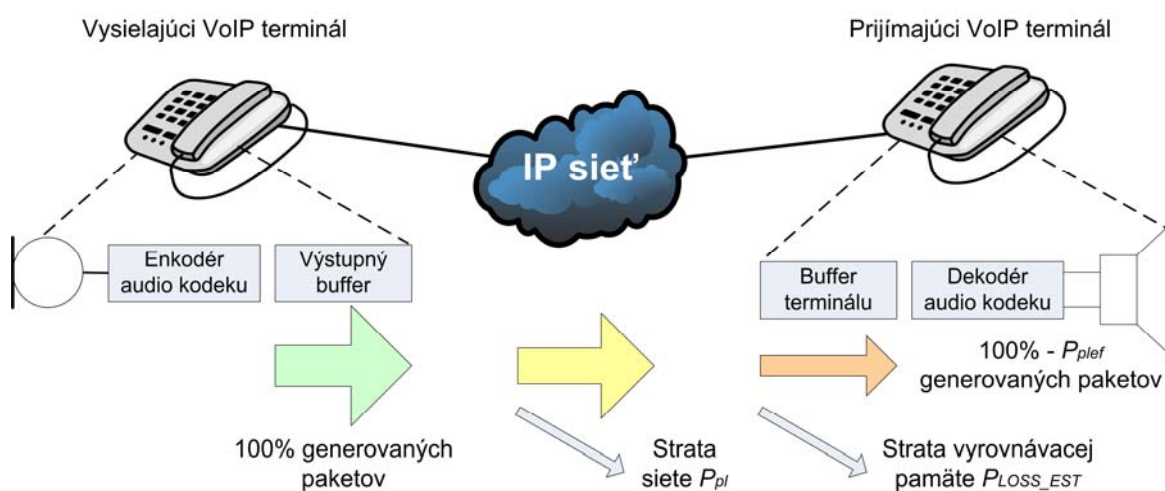 Vysielajúci VoIP terminál
Prijímajúci VoIP terminál
IP sieť
Enkodér
audio kodeku
Výstupný
buffer
Buffer
terminálu
Dekodér
audio kodeku
100% - Pplef
generovaných paketov
100% generovaných
paketov
Strata
siete Ppl
Strata vyrovnávacej
pamäte PLOSS_EST